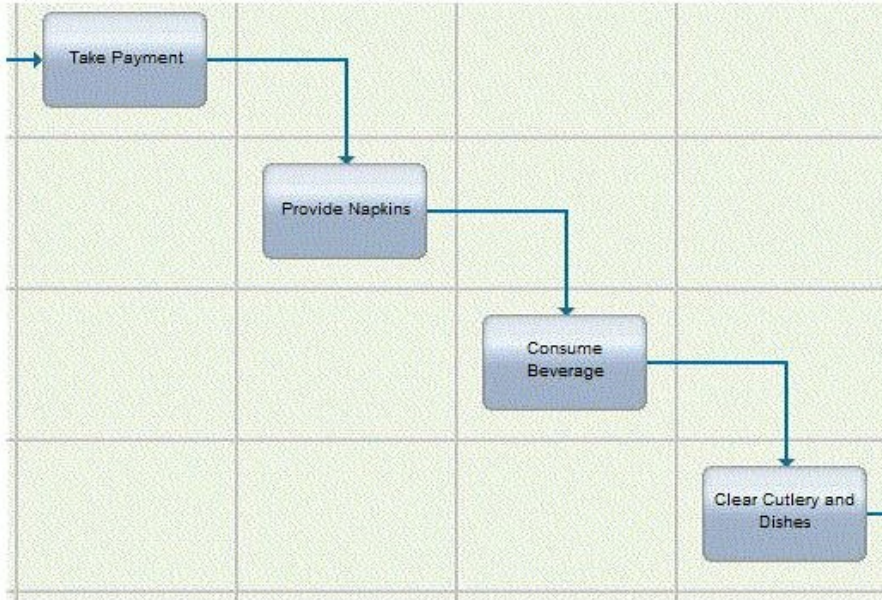 Take Payment
Provide Napkins
Consume
Beverage
Clear Cutlery and
Dishes